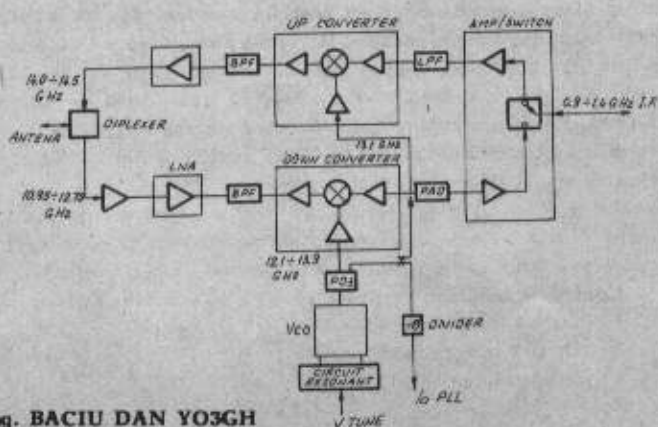 UP CONVERTER
AMP/SWITCH
BPF
LPF
14.0÷14.5
GHz
0.9÷1.6 GHz I.F.
ANTENA
DIPLEXER
13.1 GHz
DOWN CONVERTER
LNA
10.95÷12.75
GHz
BPF
PAD
12.1÷13.9
GHz
DIVIDER
VCO
CIRCUIT
REZONANT
la PLL
V TUNE
ng. BACIU DAN YO3GH